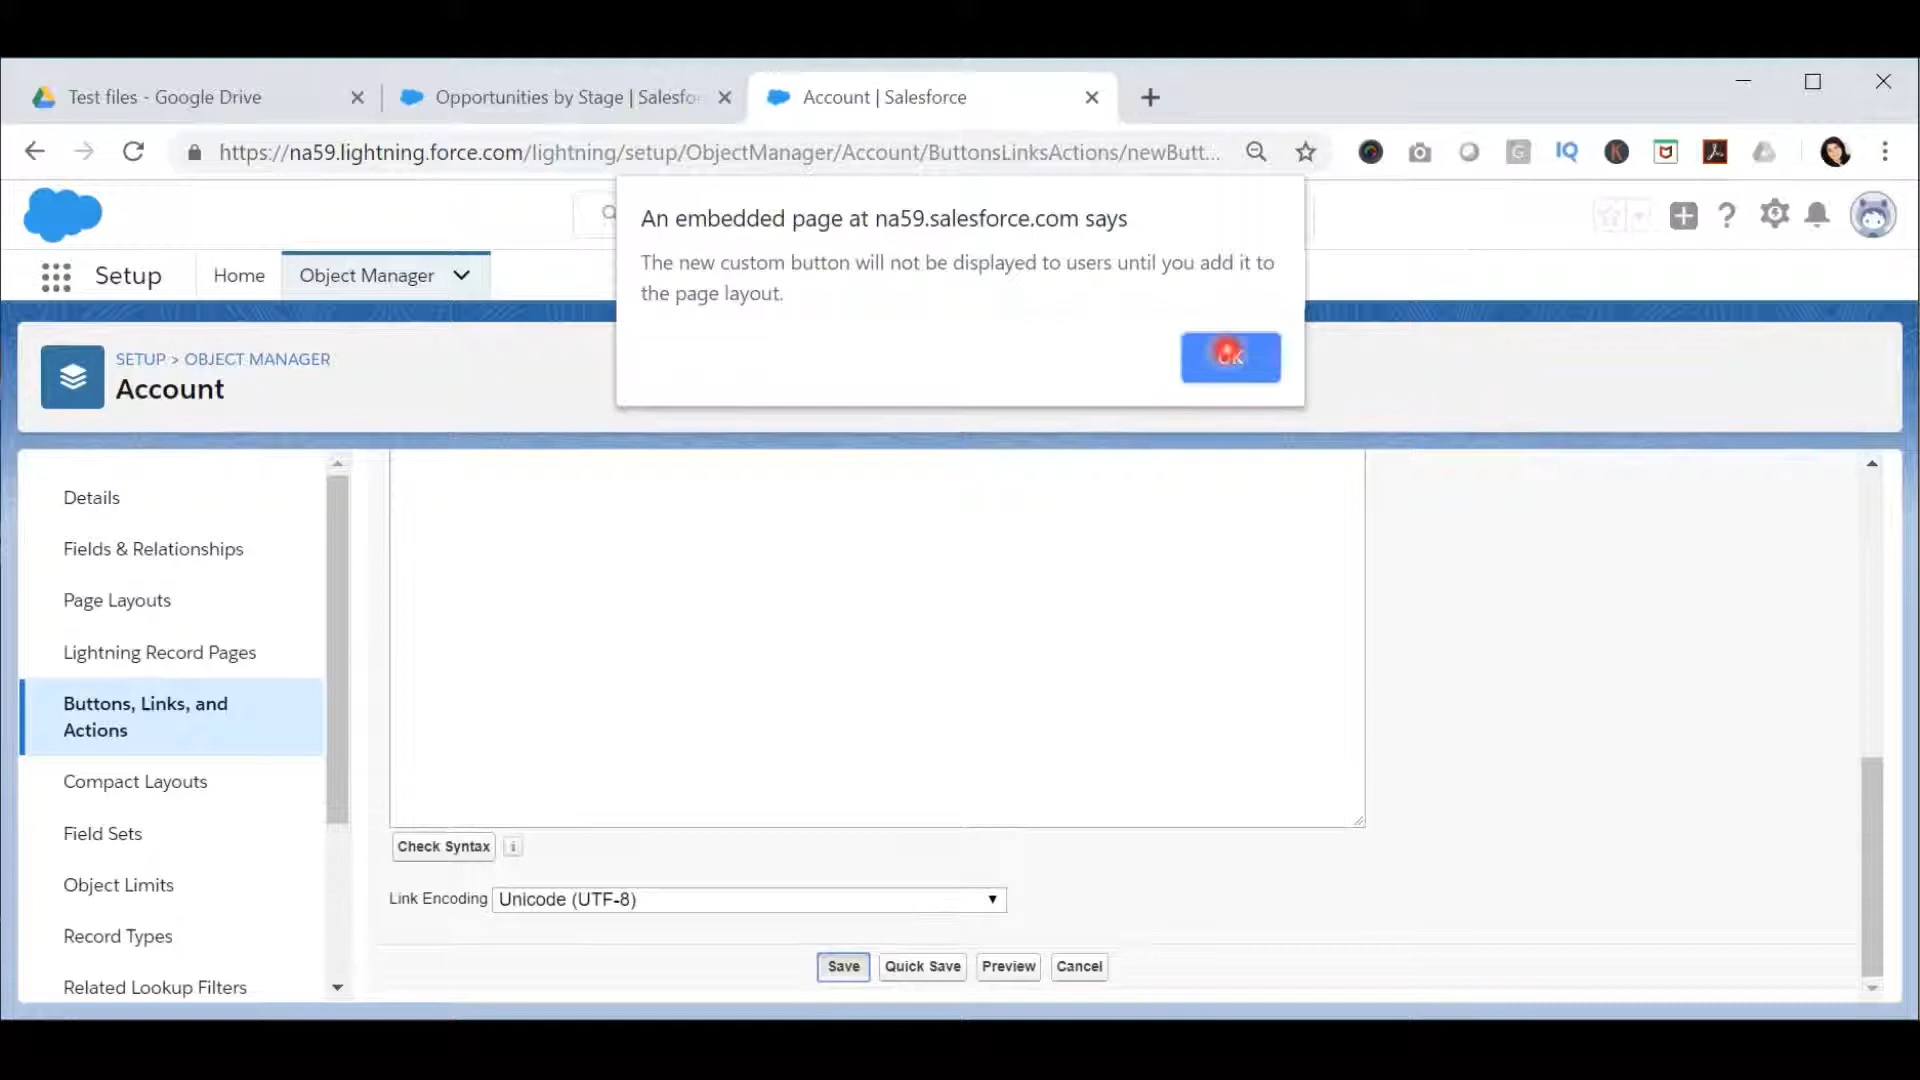 Test files - Google Drive
Opportunities by Stage | Salesfo
Account | Salesforce
https://na59.lightning.force.com/lightning/setup/ObjectManager/Account/ButtonsLinksActions/newButt...
An embedded page at na59.salesforce.com says
The new custom button will not be displayed to users until you add it to
the page layout.
OK
Setup
Home
Object Manager
SETUP > OBJECT MANAGER
Account
Details
Fields & Relationships
Page Layouts
Lightning Record Pages
Buttons, Links, and
Actions
Compact Layouts
Field Sets
Object Limits
Record Types
Related Lookup Filters
Check Syntax
Link Encoding Unicode (UTF-8)
Save Quick Save Preview Cancel